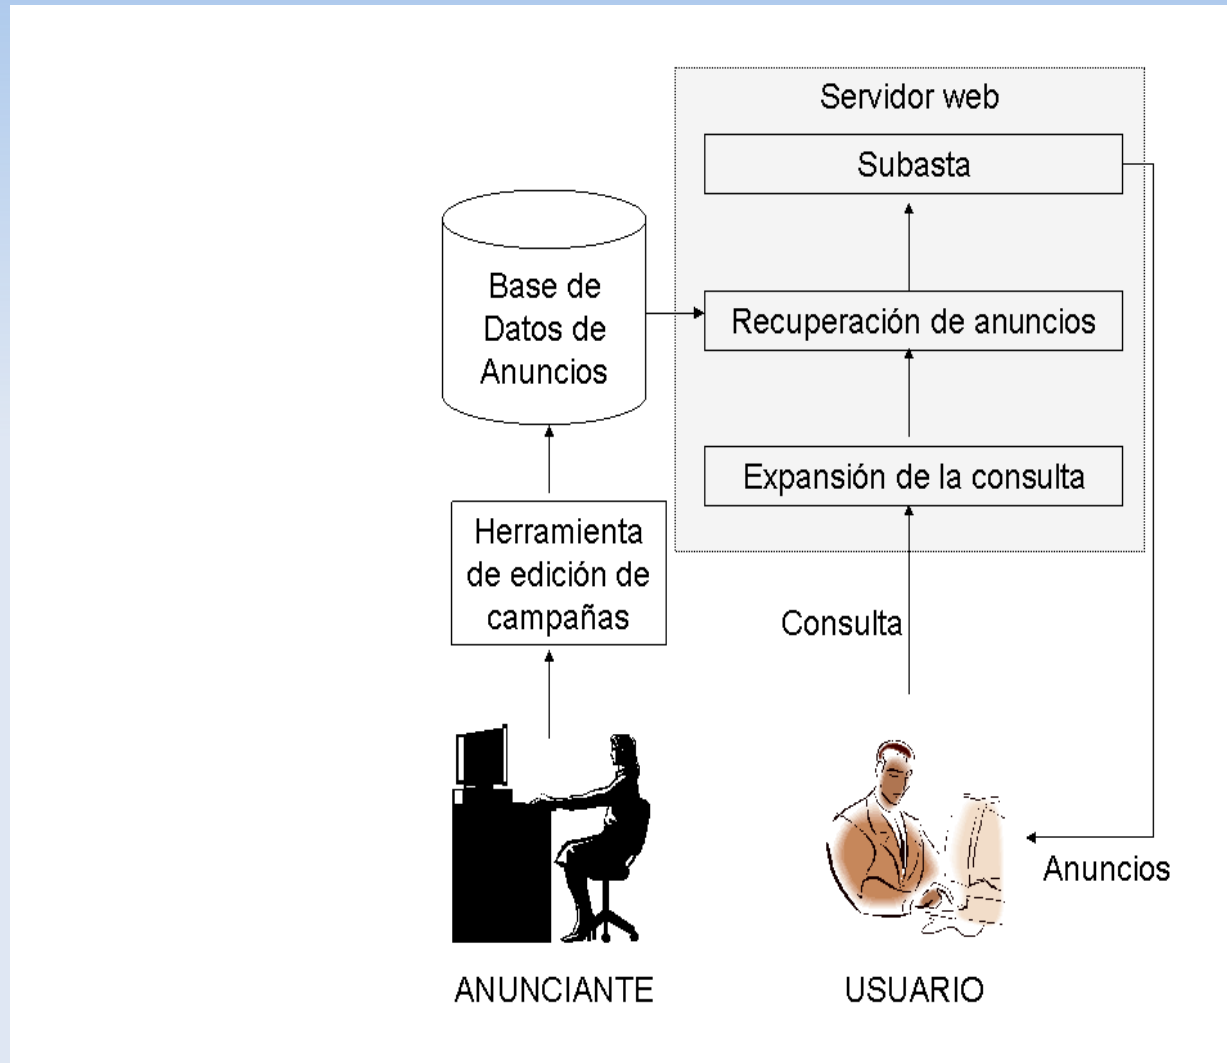 Servidor web
Subasta
Base de
Datos de
Anuncios
Recuperación de anuncios
Expansión de la consulta
Herramienta
de edición de
campañas
Consulta
Anuncios
ANUNCIANTE
USUARIO